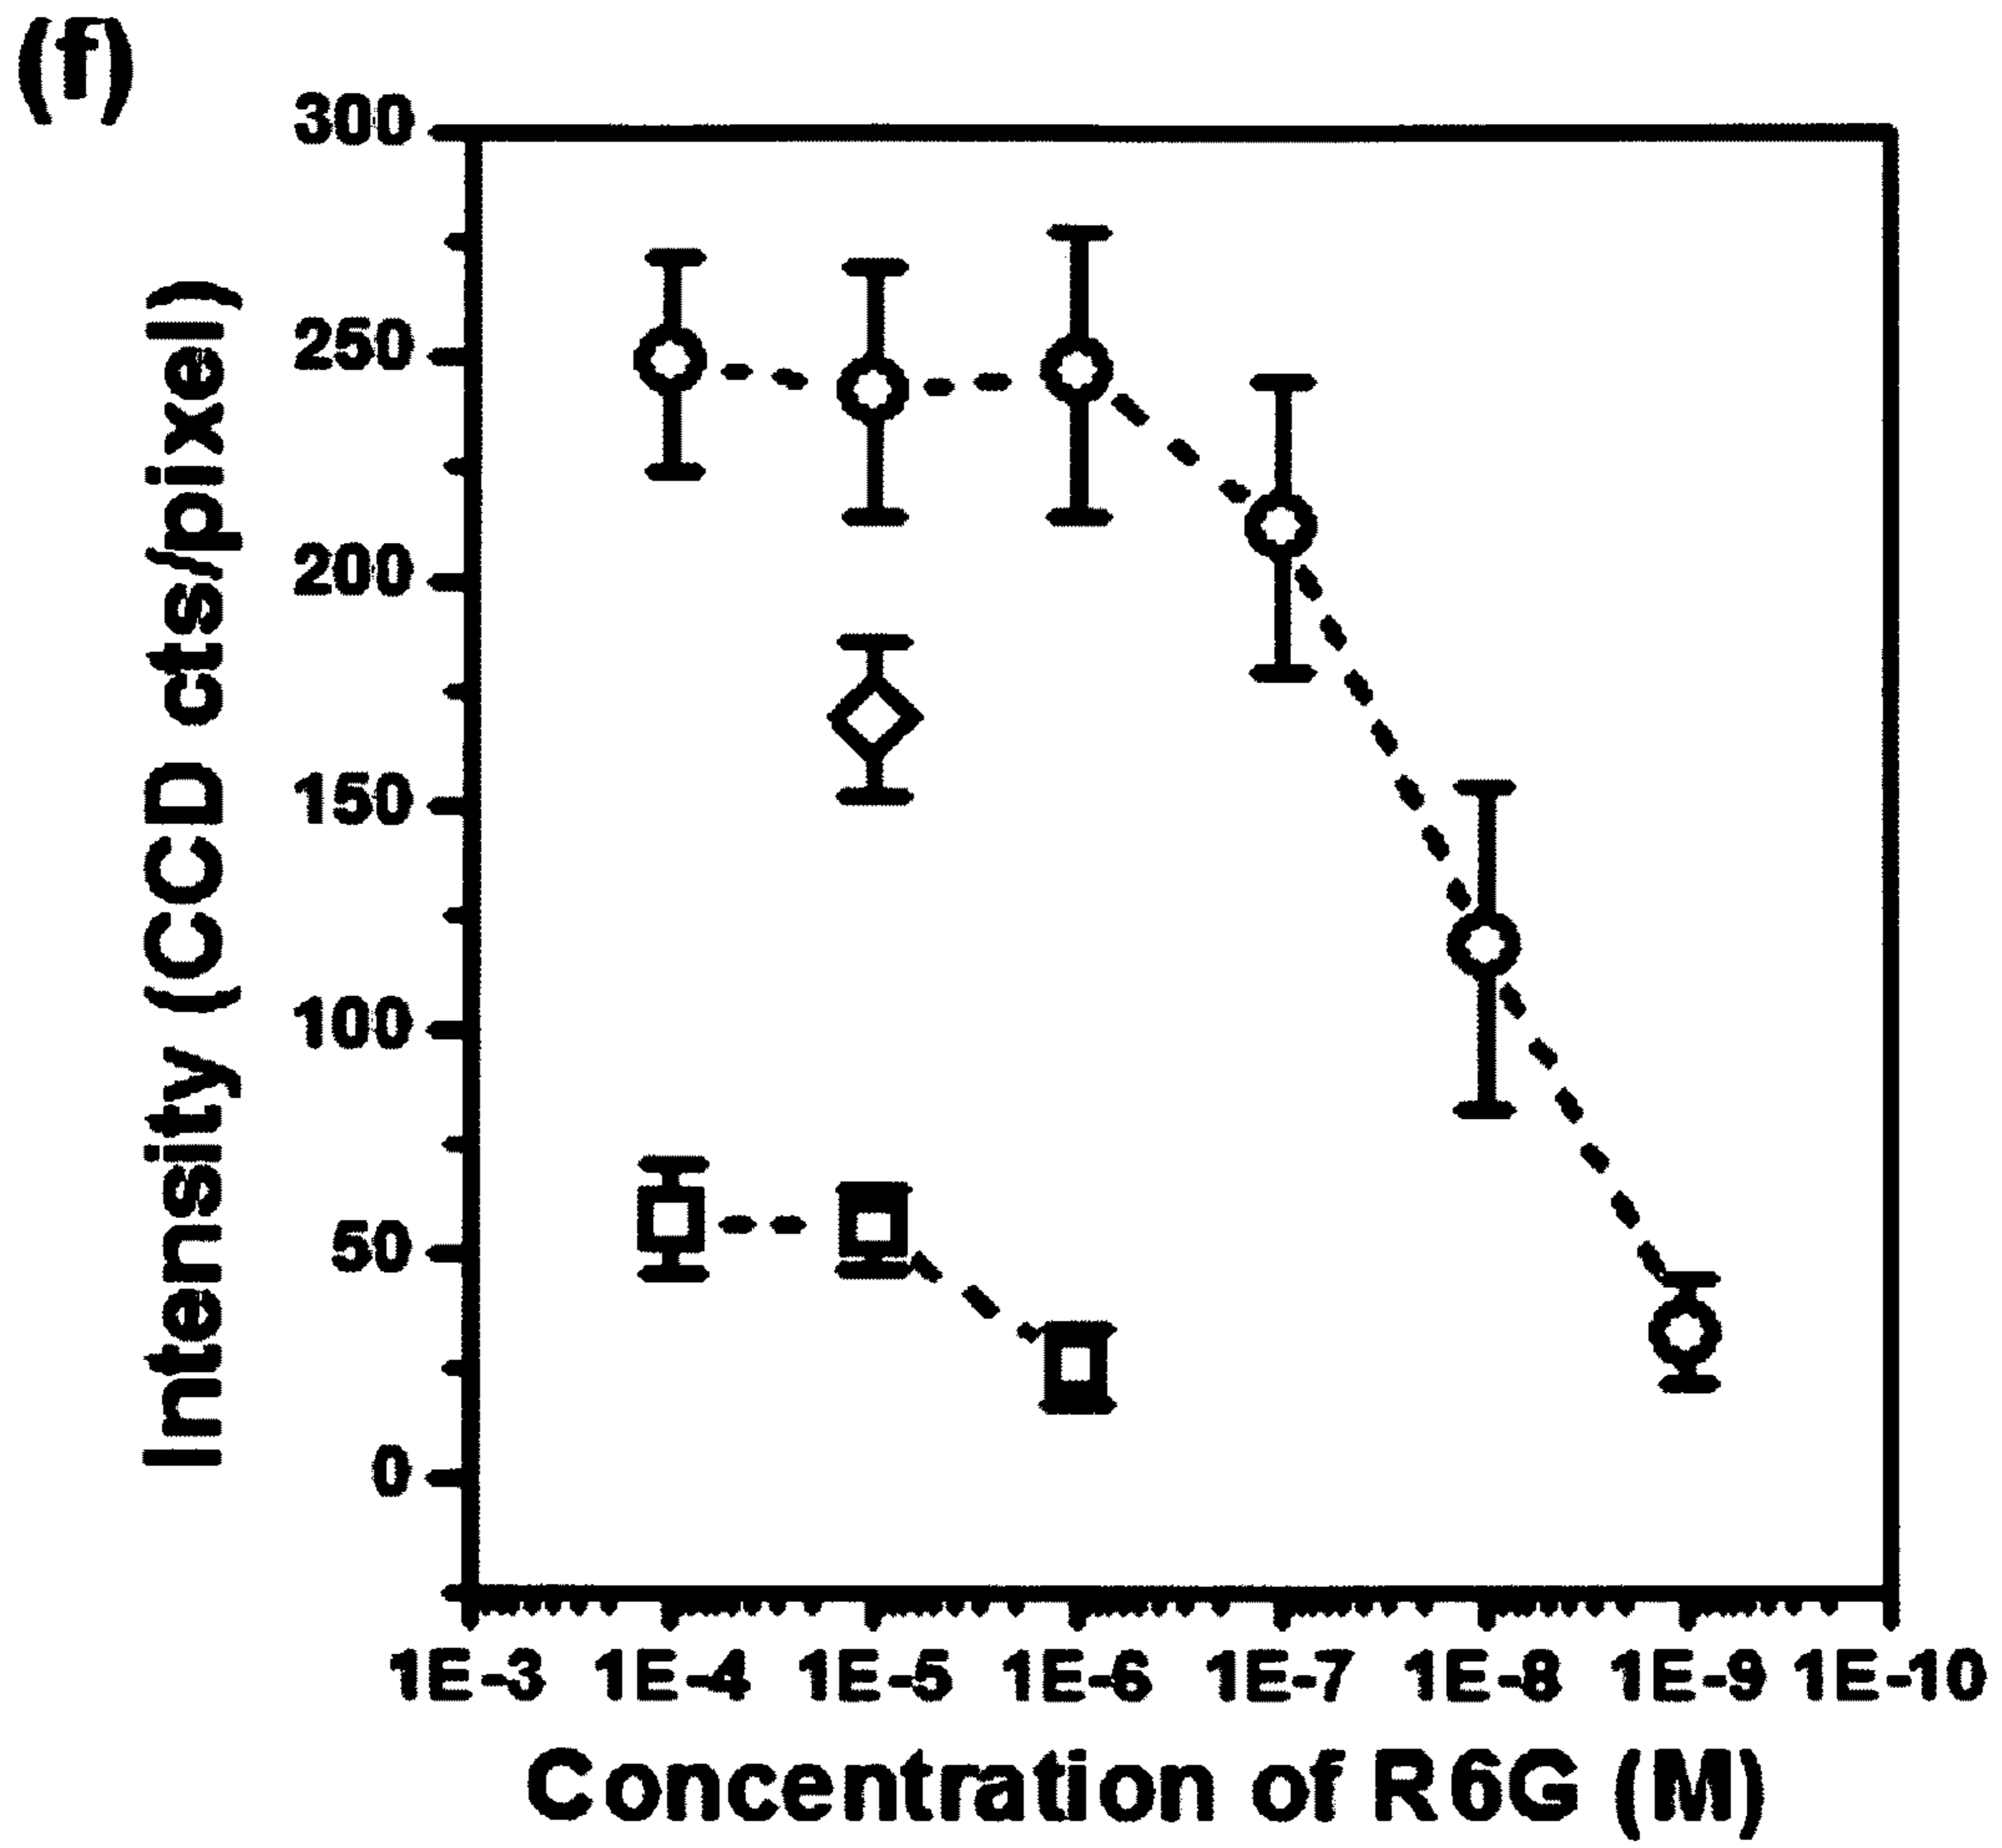 (f)
Intensity (CCD cts/pixel)
300
250
200
150
100
50
0
1E-3 1E-4 1E-5 1E-6 1E-7 1E-8 1E-9 1E-10
Concentration of R6G (M)